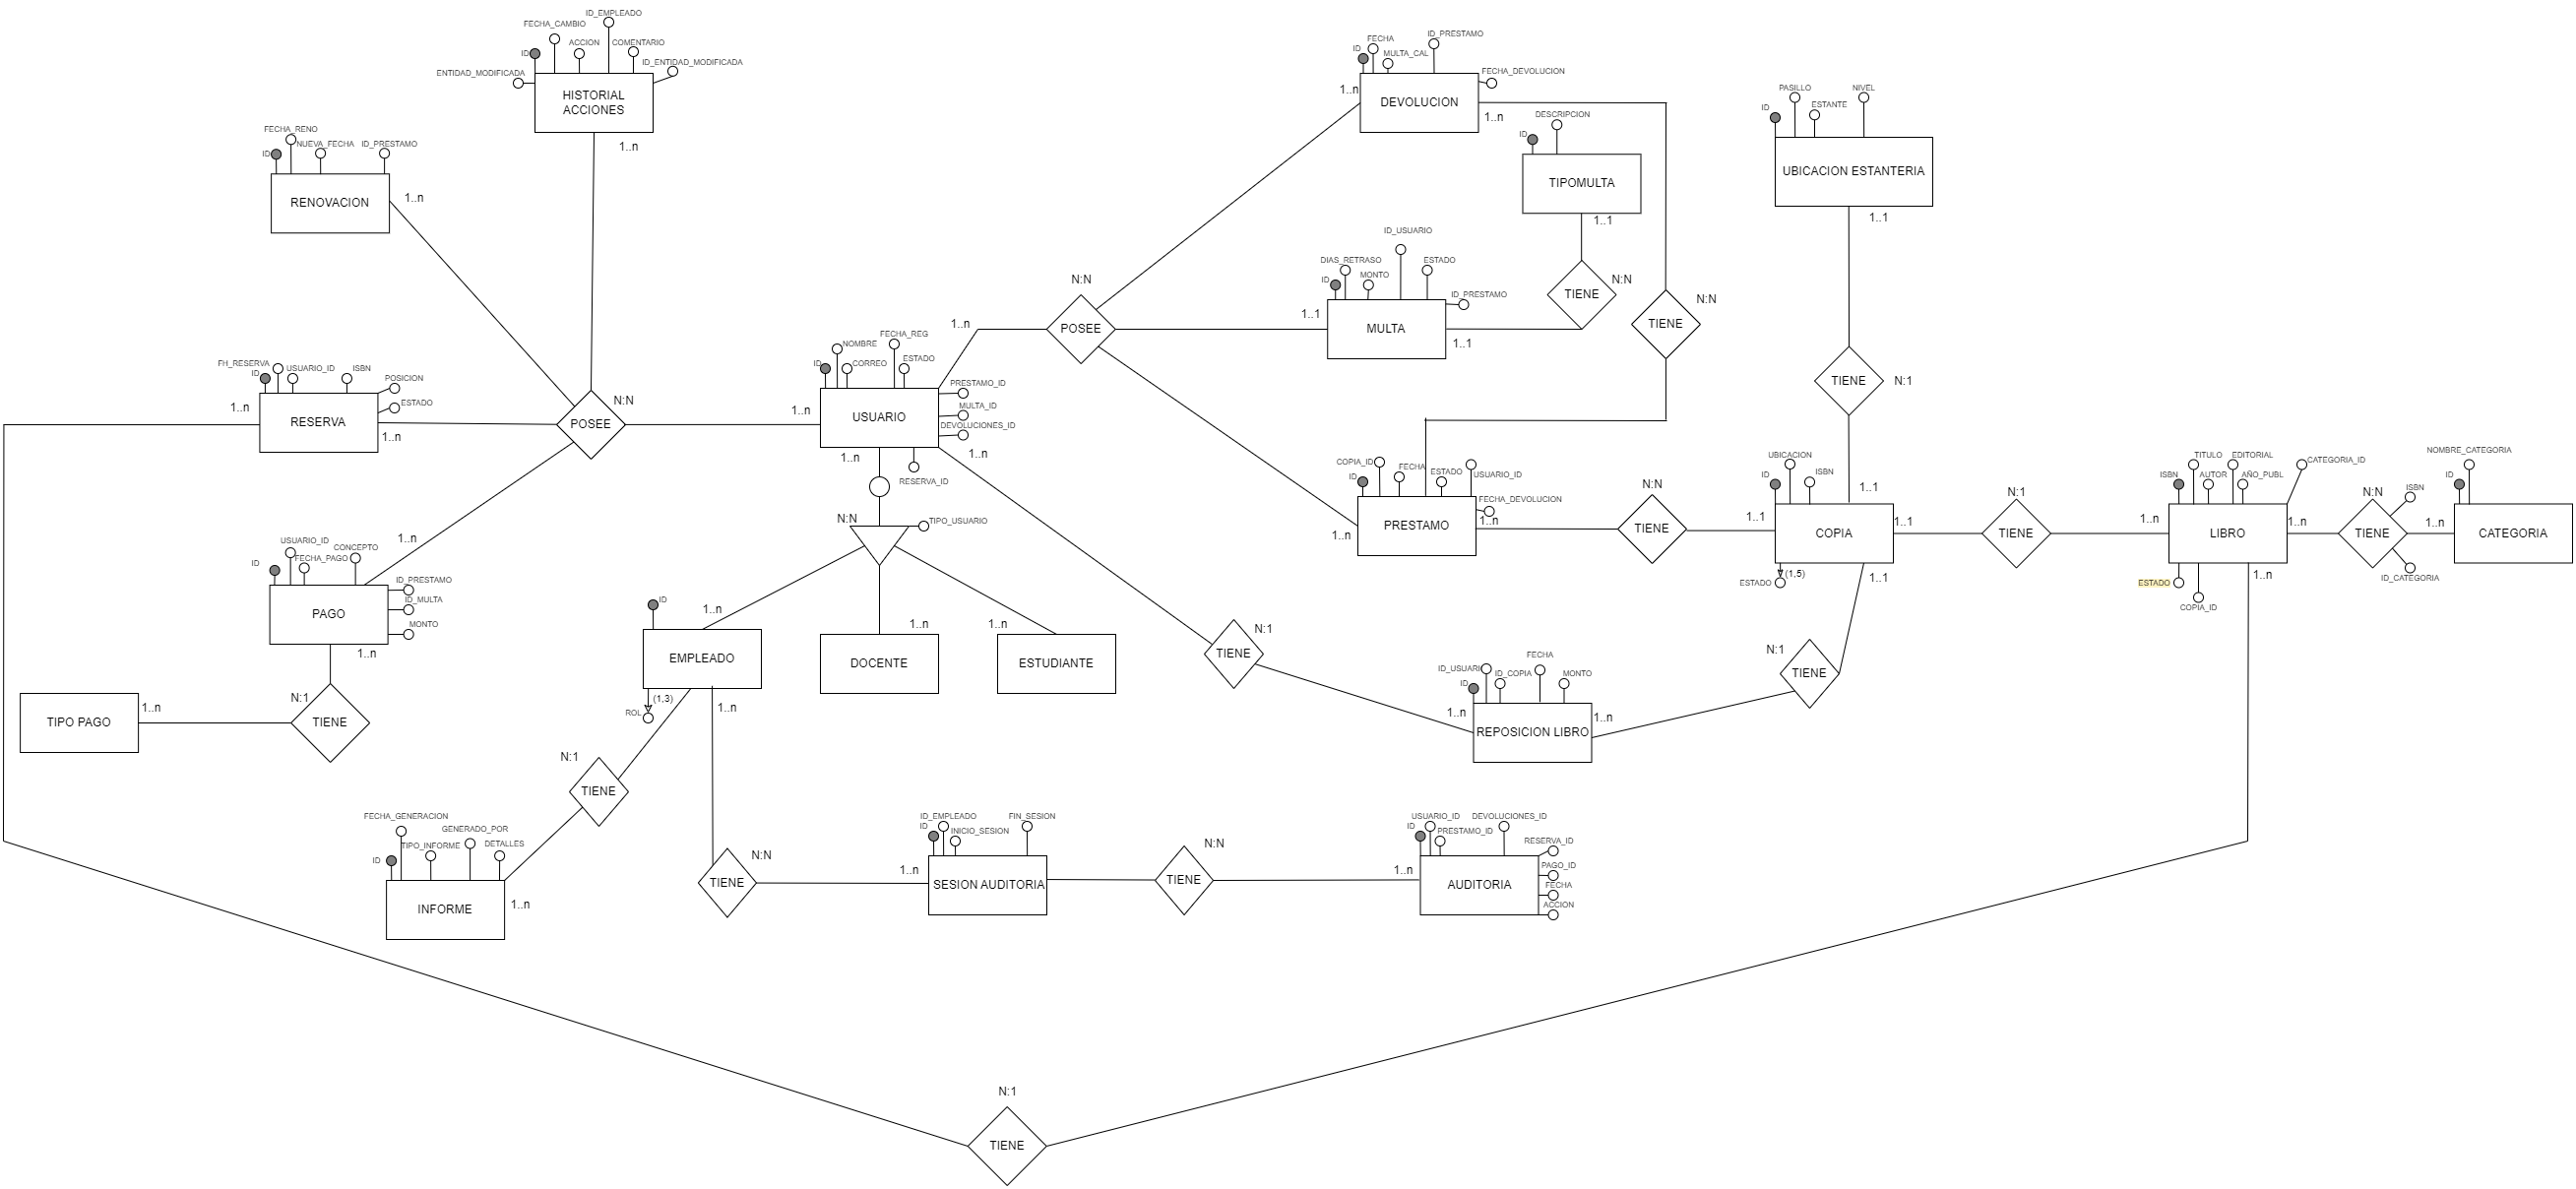 ID_EMPLEADO
FECHA_CAMBIO
ACCION
COMENTARIO
ID
ID_ENTIDAD_MODIFICADA
ENTIDAD_MODIFICADA
HISTORIAL
ACCIONES
1..n
FECHA_RENO
NUEVA_FECHA
ID_PRESTAMO
ID
RENOVACION
1..n
FH_RESERVA
ID
USUARIO_ID
ISBN
POSICION
ESTADO
1..n
RESERVA
1..n
N:N
POSEE
1..n
USUARIO_ID
FECHA_PAGO
CONCEPTO
ID
ID_PRESTAMO
ID_MULTA
MONTO
PAGO
1..n
N:1
TIENE
1..n
TIPO PAGO
NOMBRE
FECHA_REG
ID
CORREO
ESTADO
PRESTAMO_ID
MULTA_ID
DEVOLUCIONES_ID
1..n
USUARIO
1..n
1..n
1..n
RESERVA_ID
N:N
TIPO_USUARIO
ID
1..n
EMPLEADO
1..n
DOCENTE
1..n
ESTUDIANTE
(1,3)
ROL
1..n
N:1
TIENE
FECHA_GENERACION
GENERADO_POR
TIPO_INFORME
DETALLES
ID
INFORME
1..n
N:N
TIENE
ID_EMPLEADO
FIN_SESION
ID
INICIO_SESION
1..n
SESION AUDITORIA
N:N
TIENE
USUARIO_ID
DEVOLUCIONES_ID
ID
PRESTAMO_ID
RESERVA_ID
PAGO_ID
FECHA
ACCION
1..n
AUDITORIA
N:N
POSEE
FECHA
ID_PRESTAMO
ID
MULTA_CAL
FECHA_DEVOLUCION
1..n
DEVOLUCION
1..n
DESCRIPCION
ID
TIPOMULTA
1..1
TIENE
N:N
N:N
TIENE
ID_USUARIO
DIAS_RETRASO
ESTADO
ID
MONTO
ID_PRESTAMO
1..1
MULTA
1..1
COPIA_ID
FECHA
ESTADO
USUARIO_ID
ID
FECHA_DEVOLUCION
1..n
PRESTAMO
1..n
N:N
TIENE
PASILLO
NIVEL
ID
ESTANTE
UBICACION ESTANTERIA
1..1
TIENE
N:1
UBICACION
ID
ISBN
1..1
1..1
COPIA
1..1
(1,5)
ESTADO
1..1
N:1
TIENE
TITULO
EDITORIAL
CATEGORIA_ID
ISBN
AUTOR
AÑO_PUBL
1..n
LIBRO
1..n
ESTADO
COPIA_ID
1..n
N:N
ISBN
TIENE
ID_CATEGORIA
NOMBRE_CATEGORIA
ID
1..n
CATEGORIA
N:1
TIENE
N:1
TIENE
FECHA
ID_USUARI
ID_COPIA
MONTO
ID
1..n
REPOSICION LIBRO
1..n
N:1
TIENE